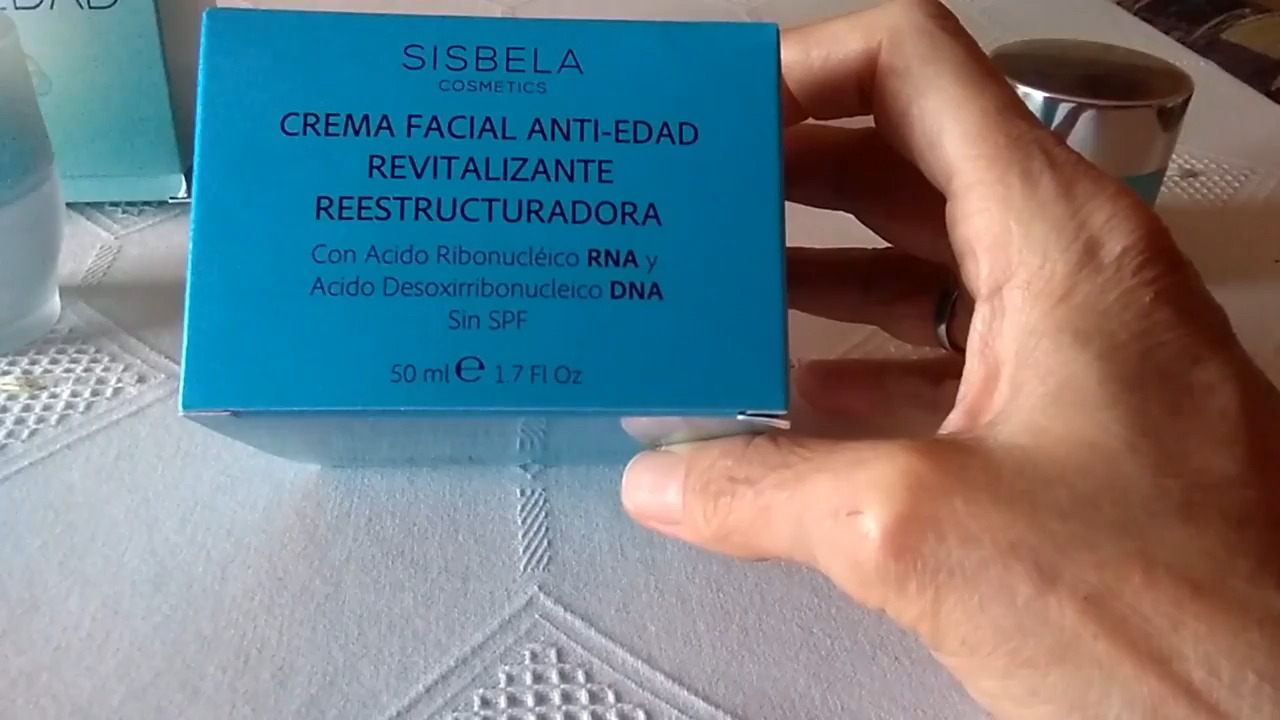 EDAD
SISBELA
COSMETICS
CREMA FACIAL ANTI-EDAD
REVITALIZANTE
REESTRUCTURADORA
Con Acido Ribonucléico RNA y
Acido Desoxirribonucleico DNA
Sin SPF
50 ml e 1.7 Fl Oz